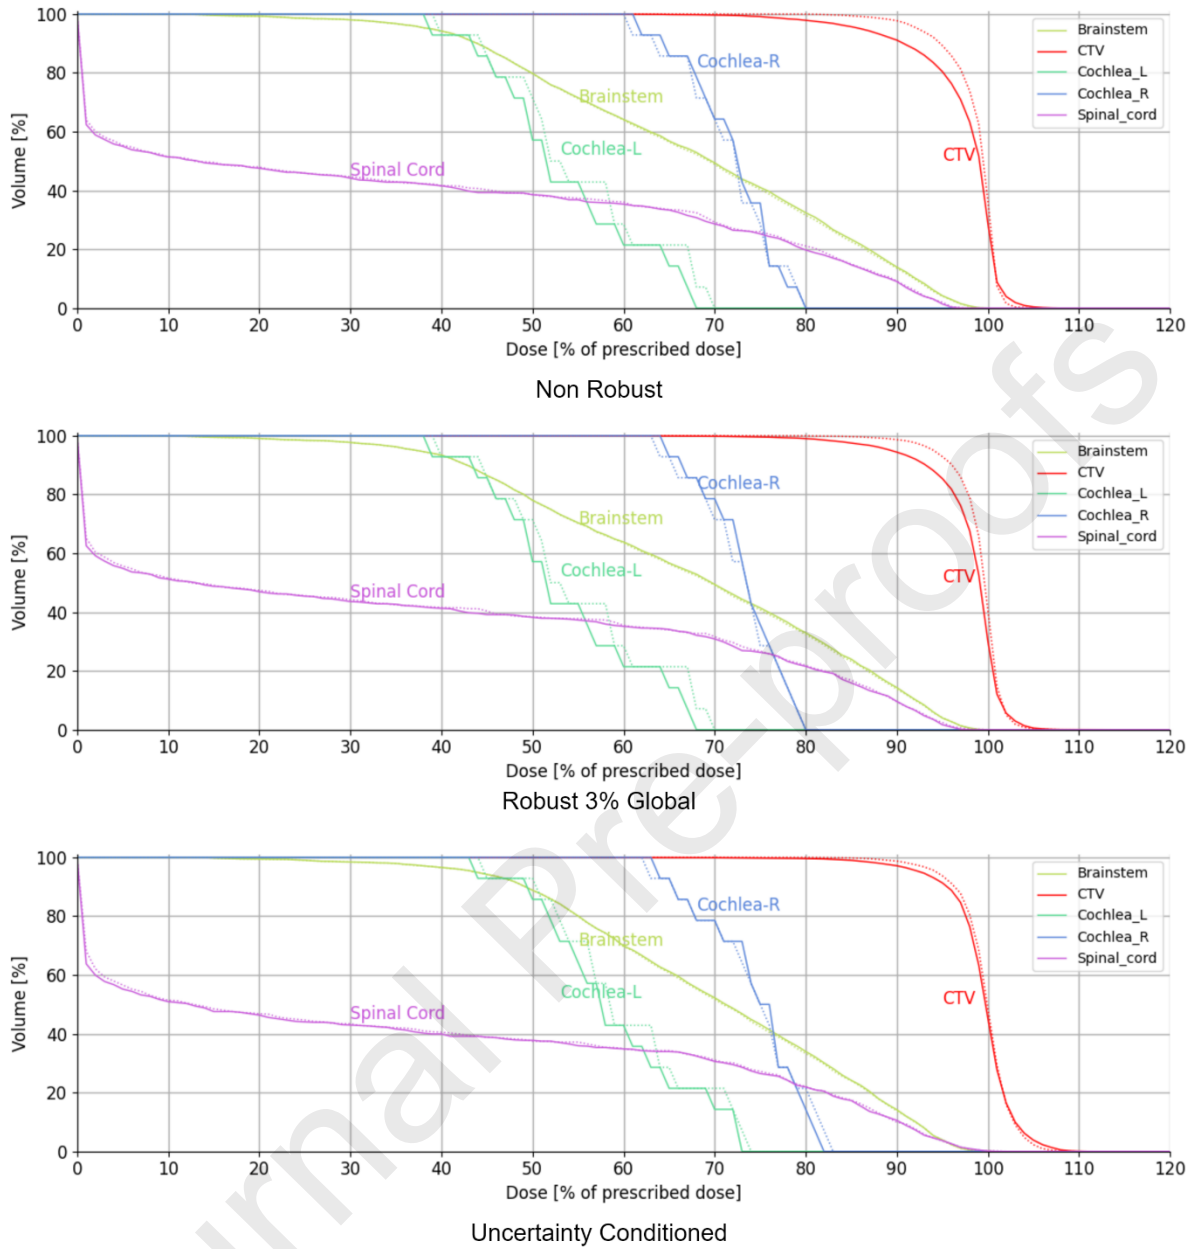 100
80
60
40
20
0
Volume [%]
Brainstem
CTV
Cochlea_L
Cochlea_R
Spinal_cord
Cochlea-R
Brainstem
Cochlea-L
Spinal Cord
CTV
0 10 20 30 40 50 60 70 80 90 100 110 120
Dose [% of prescribed dose]
Non Robust
100
80
60
40
20
0
Volume [%]
Brainstem
CTV
Cochlea_L
Cochlea_R
Spinal_cord
Cochlea-R
Brainstem
Cochlea-L
Spinal Cord
CTV
0 10 20 30 40 50 60 70 80 90 100 110 120
Dose [% of prescribed dose]
Robust 3% Global
100
80
60
40
20
0
Volume [%]
Brainstem
CTV
Cochlea_L
Cochlea_R
Spinal_cord
Cochlea-R
Brainstem
Cochlea-L
Spinal Cord
CTV
0 10 20 30 40 50 60 70 80 90 100 110 120
Dose [% of prescribed dose]
Uncertainty Conditioned
urnal Pre-proofs